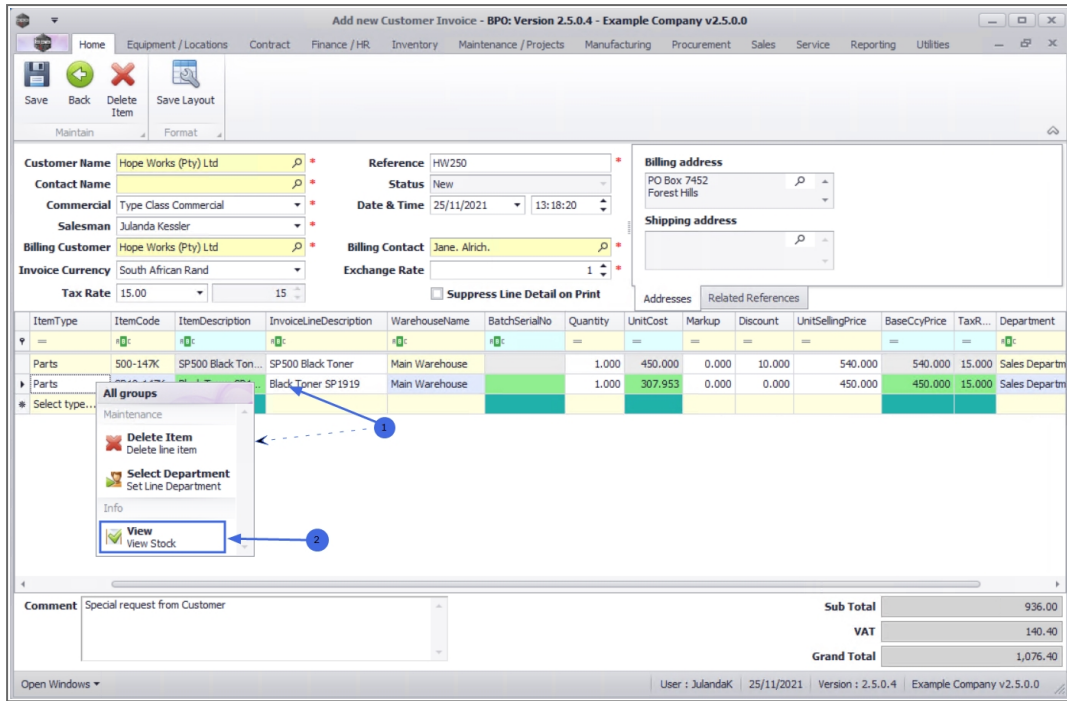 Add new Customer Invoice - BPO: Version 2.5.0.4 - Example Company v2.5.0.0
Home Equipment / Locations Contract Finance / HR Inventory Maintenance / Projects Manufacturing Procurement Sales Service Reporting Utilities
Save Back Delete Item Save Layout
Maintain Format
Customer Name Hope Works (Pty) Ltd * Reference HW250 * Billing address
Contact Name * Status New PO Box 7452
Forest Hills
Commercial Type Class Commercial * Date & Time 25/11/2021 13:18:20
Salesman Julanda Kessler * Shipping address
Billing Customer Hope Works (Pty) Ltd * Billing Contact Jane. Alrich. *
Invoice Currency South African Rand Exchange Rate 1 *
Tax Rate 15.00 15 Suppress Line Detail on Print Addresses Related References
ItemType ItemCode ItemDescription InvoiceLineDescription WarehouseName BatchSerialNo Quantity UnitCost Markup Discount UnitSellingPrice BaseCcyPrice TaxR... Department
Parts 500-147K SP500 Black Ton... SP500 Black Toner Main Warehouse 1.000 450.000 0.000 10.000 540.000 540.000 15.000 Sales Departm
Parts Black Toner SP1919 Main Warehouse 1.000 307.953 0.000 0.000 450.000 450.000 15.000 Sales Departm
Select type...
All groups
Maintenance
1
Delete Item
Delete line item
Select Department
Set Line Department
Info
View
View Stock
2
Comment Special request from Customer Sub Total 936.00
VAT 140.40
Grand Total 1,076.40
Open Windows User : JulandaK 25/11/2021 Version : 2.5.0.4 Example Company v2.5.0.0